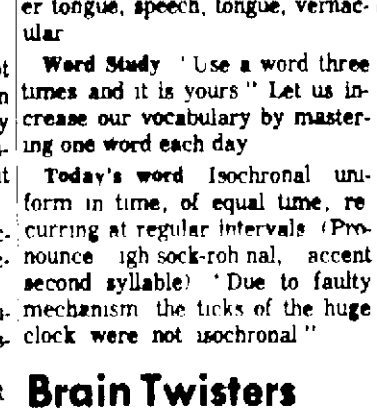 er tongue, speech, tongue, vernac-
ular
Word Study ' Use a word three
times and it is yours " Let us in-
crease our vocabulary by master-
ing one word each day
Today's word Isochronal uni-
form in time, of equal time, re
curring at regular intervals (Pro-
nounce igh sock-roh nal, accent
second syllable) ' Due to faulty
mechanism the ticks of the huge
clock were not isochronal "
Brain Twisters